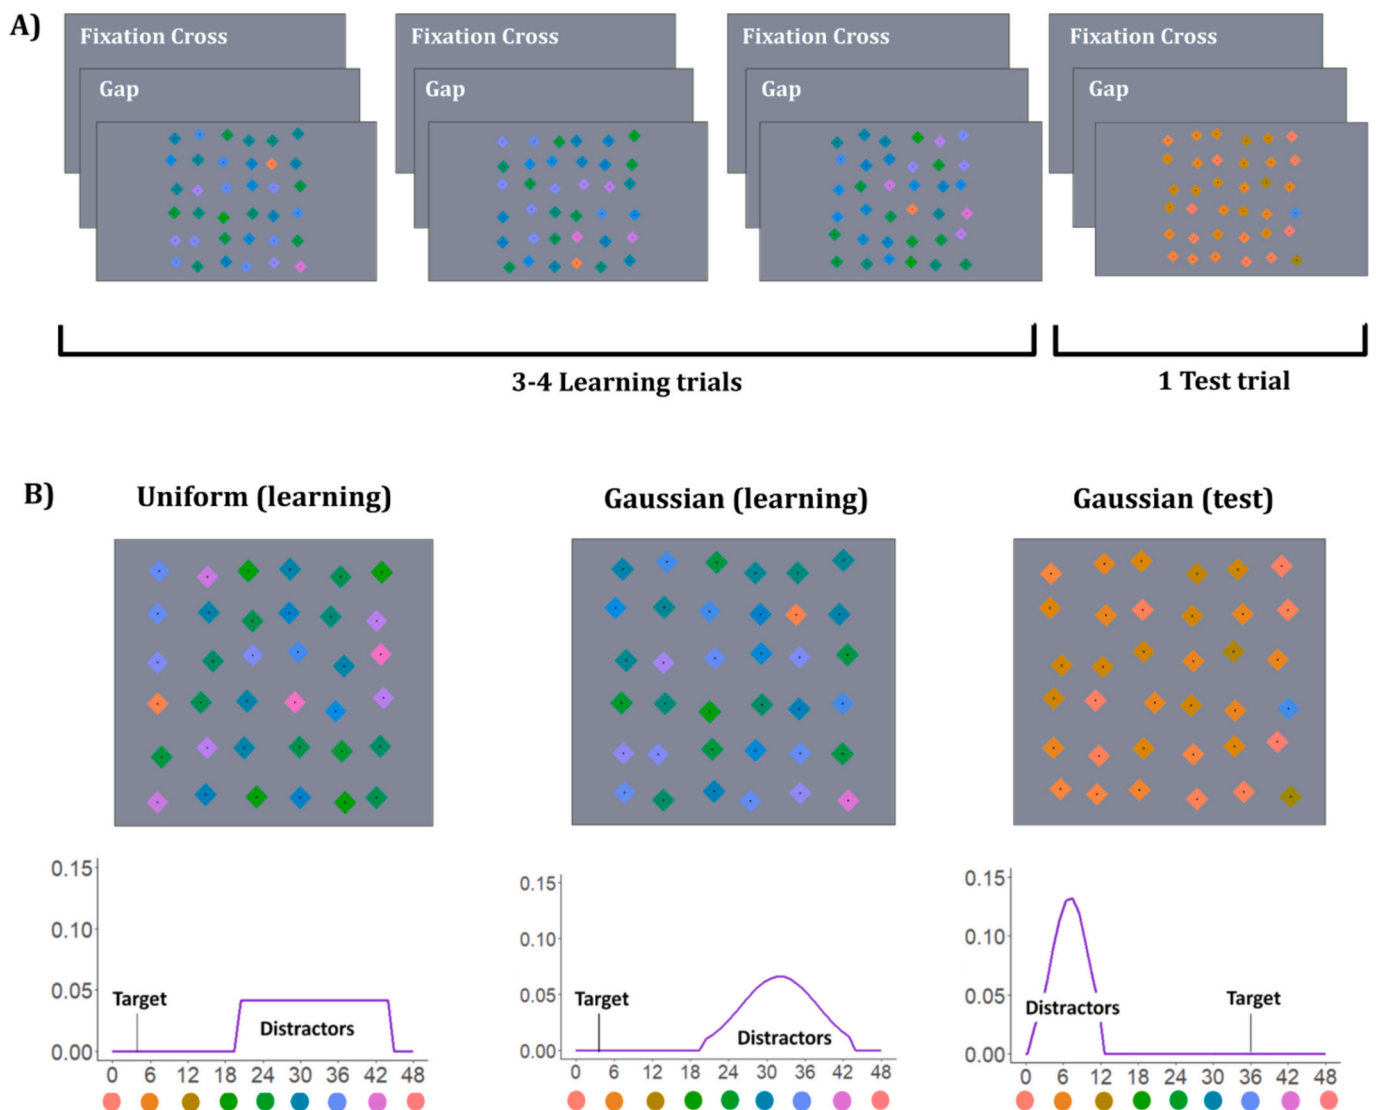 A)
Fixation Cross Fixation Cross Fixation Cross Fixation Cross
Gap Gap Gap Gap
3-4 Learning trials 1 Test trial
B) Uniform (learning) Gaussian (learning) Gaussian (test)
0.15
0.10
0.05
0.00
Target
Distractors
0 6 12 18 24 30 36 42 48
0.15
0.10
0.05
0.00
Target
Distractors
0 6 12 18 24 30 36 42 48
0.15
0.10
0.05
0.00
Distractors
Target
0 6 12 18 24 30 36 42 48